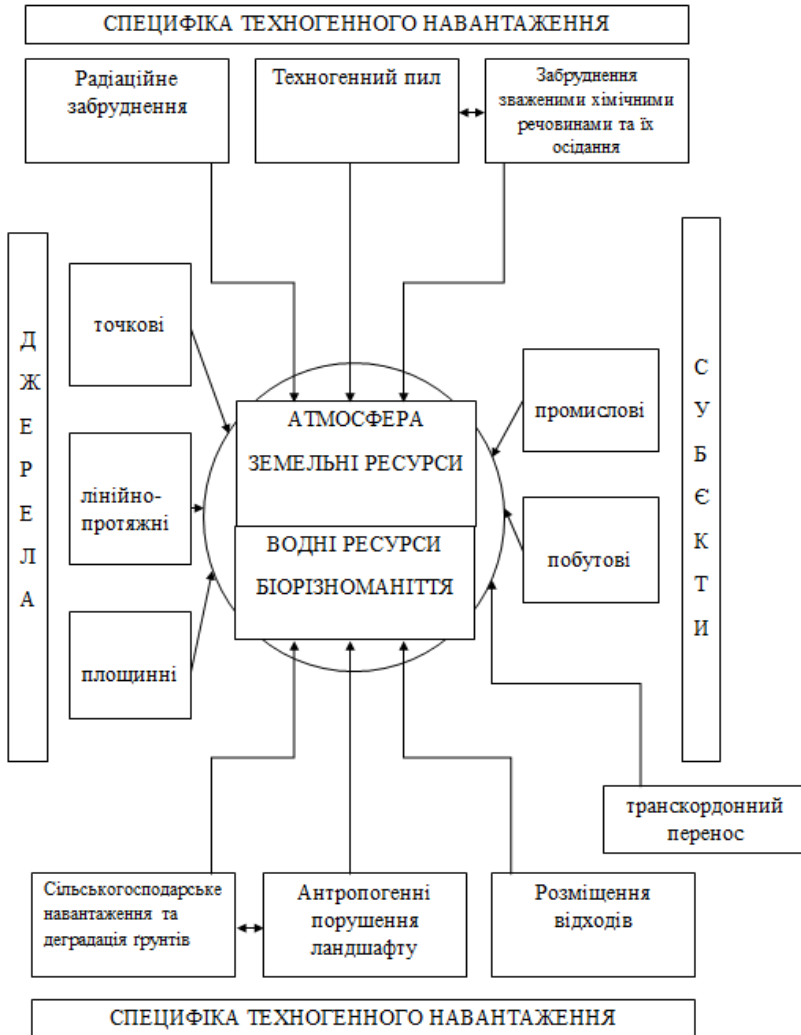 СПЕЦИФІКА ТЕХНОГЕННОГО НАВАНТАЖЕННЯ
Радіаційне
забруднення
Техногенний пил
Забруднення
зваженими хімічними
речовинами та їх
осідання
Д
Ж
Е
Р
Е
Л
А
точкові
лінійно-
протяжні
площинні
АТМОСФЕРА
ЗЕМЕЛЬНІ РЕСУРСИ
ВОДНІ РЕСУРСИ
БІОРІЗНОМАНІТТЯ
промислові
побутові
С
У
Б
Є
К
Т
И
транскордонний
перенос
Сільськогосподарське
навантаження та
деградація ґрунтів
Антропогенні
порушення
ландшафту
Розміщення
відходів
СПЕЦИФІКА ТЕХНОГЕННОГО НАВАНТАЖЕННЯ